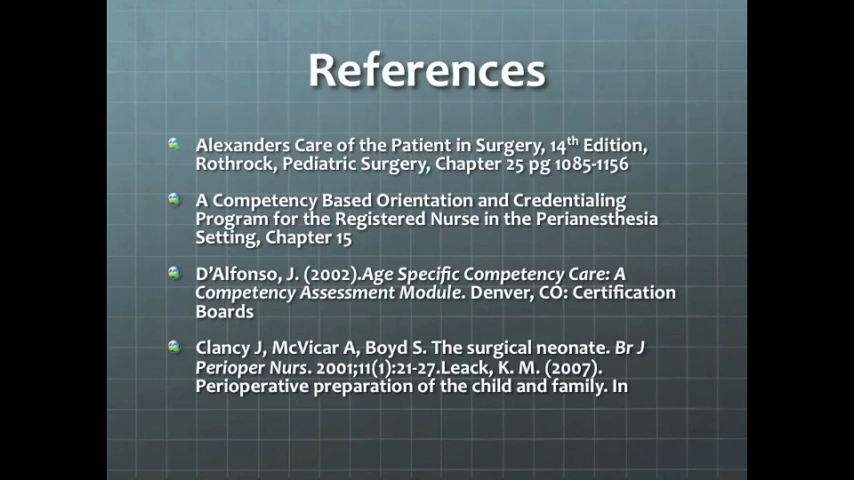 References
Alexanders Care of the Patient in Surgery, 14th Edition,
Rothrock, Pediatric Surgery, Chapter 25 pg 1085-1156
A Competency Based Orientation and Credentialing
Program for the Registered Nurse in the Perianesthesia
Setting, Chapter 15
D'Alfonso, J. (2002).Age Specific Competency Care: A
Competency Assessment Module. Denver, CO: Certification
Boards
Clancy J, McVicar A, Boyd S. The surgical neonate. Br J
Perioper Nurs. 2001;11(1):21-27.Leack, K. M. (2007).
Perioperative preparation of the child and family. In